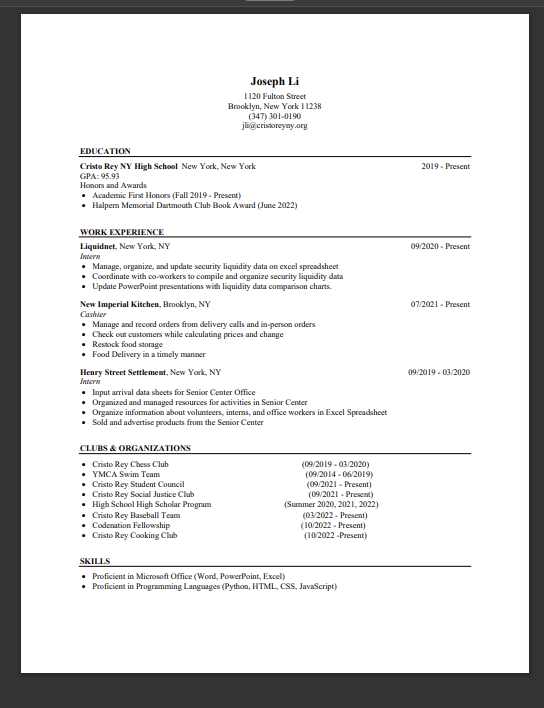 Joseph Li
1120 Fulton Street
Brooklyn, New York 11238
(347) 301-0190
jli@cristoreyny.org
EDUCATION
Cristo Rey NY High School New York, New York 2019 - Present
GPA: 95.93
Honors and Awards
• Academic First Honors (Fall 2019 - Present)
• Halpern Memorial Dartmouth Club Book Award (June 2022)
WORK EXPERIENCE
Liquidnet, New York, NY 09/2020 - Present
Intern
• Manage, organize, and update security liquidity data on excel spreadsheet
• Coordinate with co-workers to compile and organize security liquidity data
• Update PowerPoint presentations with liquidity data comparison charts.
New Imperial Kitchen, Brooklyn, NY 07/2021 - Present
Cashier
• Manage and record orders from delivery calls and in-person orders
• Check out customers while calculating prices and change
• Restock food storage
• Food Delivery in a timely manner
Henry Street Settlement, New York, NY 09/2019 - 03/2020
Intern
• Input arrival data sheets for Senior Center Office
• Organized and managed resources for activities in Senior Center
• Organize information about volunteers, interns, and office workers in Excel Spreadsheet
• Sold and advertise products from the Senior Center
CLUBS & ORGANIZATIONS
• Cristo Rey Chess Club (09/2019 - 03/2020)
• YMCA Swim Team (09/2014 - 06/2019)
• Cristo Rey Student Council (09/2021 - Present)
• Cristo Rey Social Justice Club (09/2021 - Present)
• High School High Scholar Program (Summer 2020, 2021, 2022)
• Cristo Rey Baseball Team (03/2022 - Present)
• Codenation Fellowship (10/2022 - Present)
• Cristo Rey Cooking Club (10/2022 -Present)
SKILLS
• Proficient in Microsoft Office (Word, PowerPoint, Excel)
• Proficient in Programming Languages (Python, HTML, CSS, JavaScript)